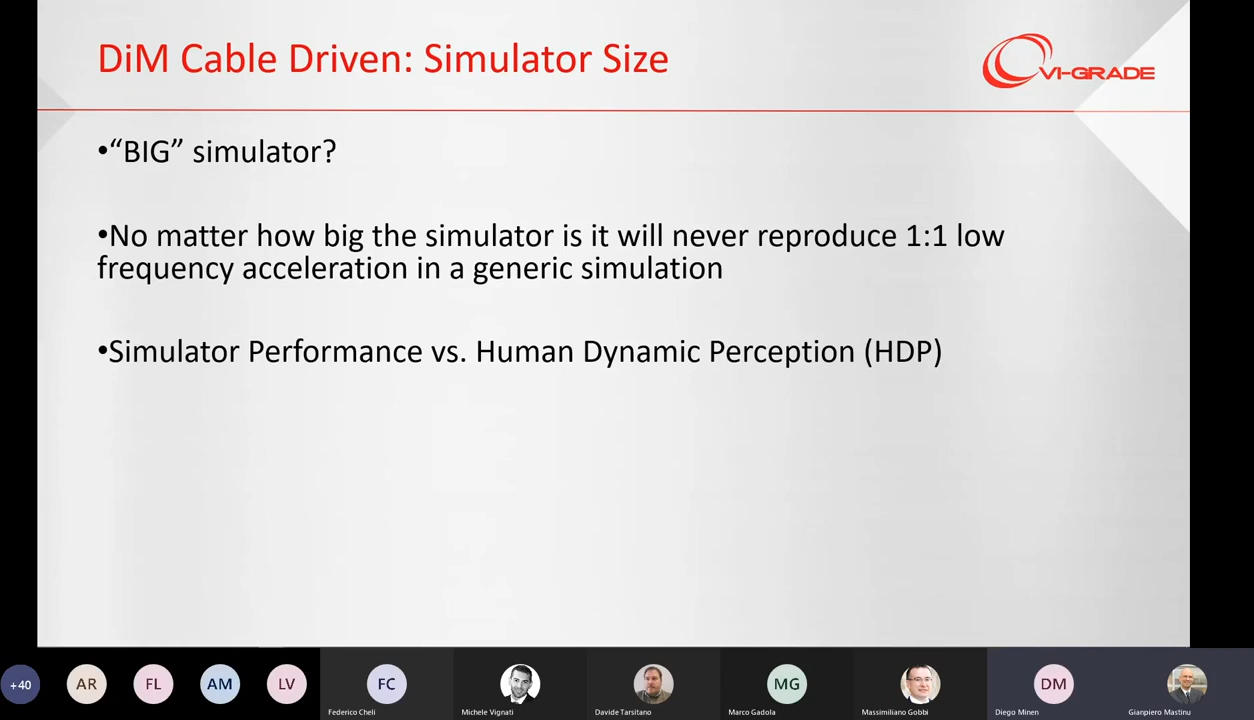 DiM Cable Driven: Simulator Size
VI-GRADE
•“BIG” simulator?
•No matter how big the simulator is it will never reproduce 1:1 low
frequency acceleration in a generic simulation
•Simulator Performance vs. Human Dynamic Perception (HDP)
+40
AR
FL
AM
LV
FC
MG
DM
Federico Cheli
Michele Vignati
Davide Tarsitano
Marco Gadola
Massimiliano Gobbi
Diego Minen
Gianpiero Mastinu